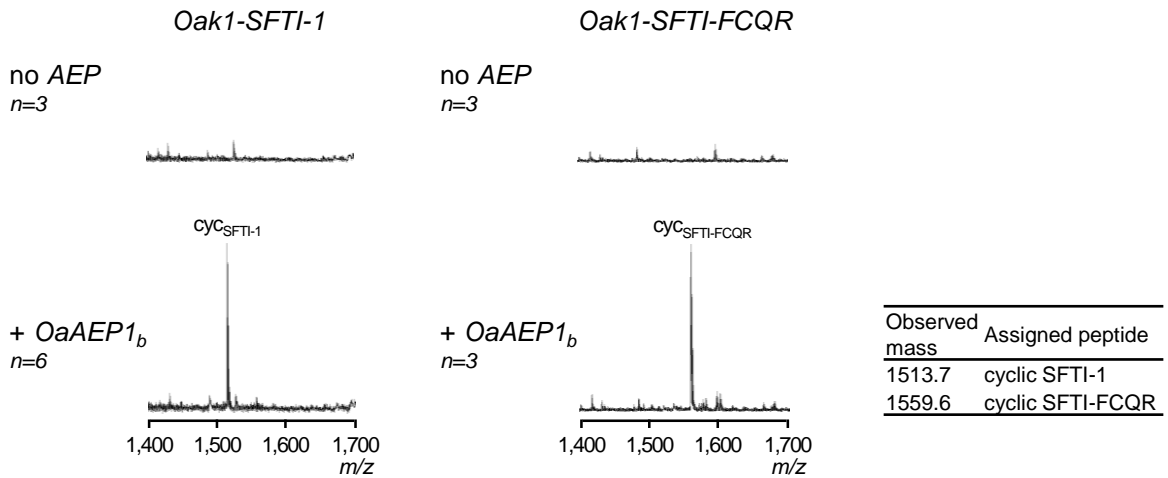 Oak1-SFTI-1
Oak1-SFTI-FCQR
no AEP
n=3
no AEP
n=3
cycSFTI-1
cycSFTI-FCQR
+ OaAEP1b
n=6
+ OaAEP1b
n=3
1,400 1,500 1,600 1,700
m/z
1,400 1,500 1,600 1,700
m/z
Observed mass Assigned peptide
1513.7 cyclic SFTI-1
1559.6 cyclic SFTI-FCQR